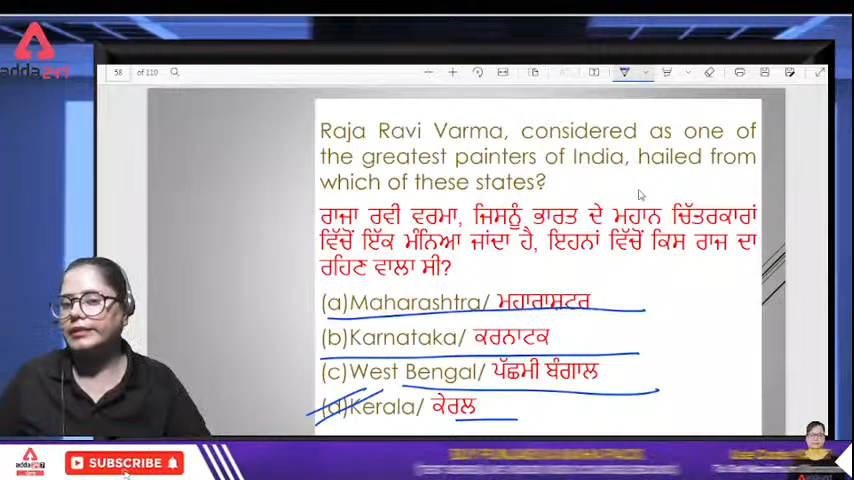 adda247
58 of 110
Raja Ravi Varma, considered as one of
the greatest painters of India, hailed from
which of these states?
ਰਾਜਾ ਰਵੀ ਵਰਮਾ, ਜਿਸਨੂੰ ਭਾਰਤ ਦੇ ਮਹਾਨ ਚਿੱਤਰਕਾਰਾਂ
ਵਿੱਚੋਂ ਇੱਕ ਮੰਨਿਆ ਜਾਂਦਾ ਹੈ, ਇਹਨਾਂ ਵਿੱਚੋਂ ਕਿਸ ਰਾਜ ਦਾ
ਰਹਿਣ ਵਾਲਾ ਸੀ?
(a)Maharashtra/ ਮਹਾਰਾਸ਼ਟਰ
(b)Karnataka/ ਕਰਨਾਟਕ
(c)West Bengal/ ਪੱਛਮੀ ਬੰਗਾਲ
(d)Kerala/ ਕੇਰਲ
adda247
SUBSCRIBE